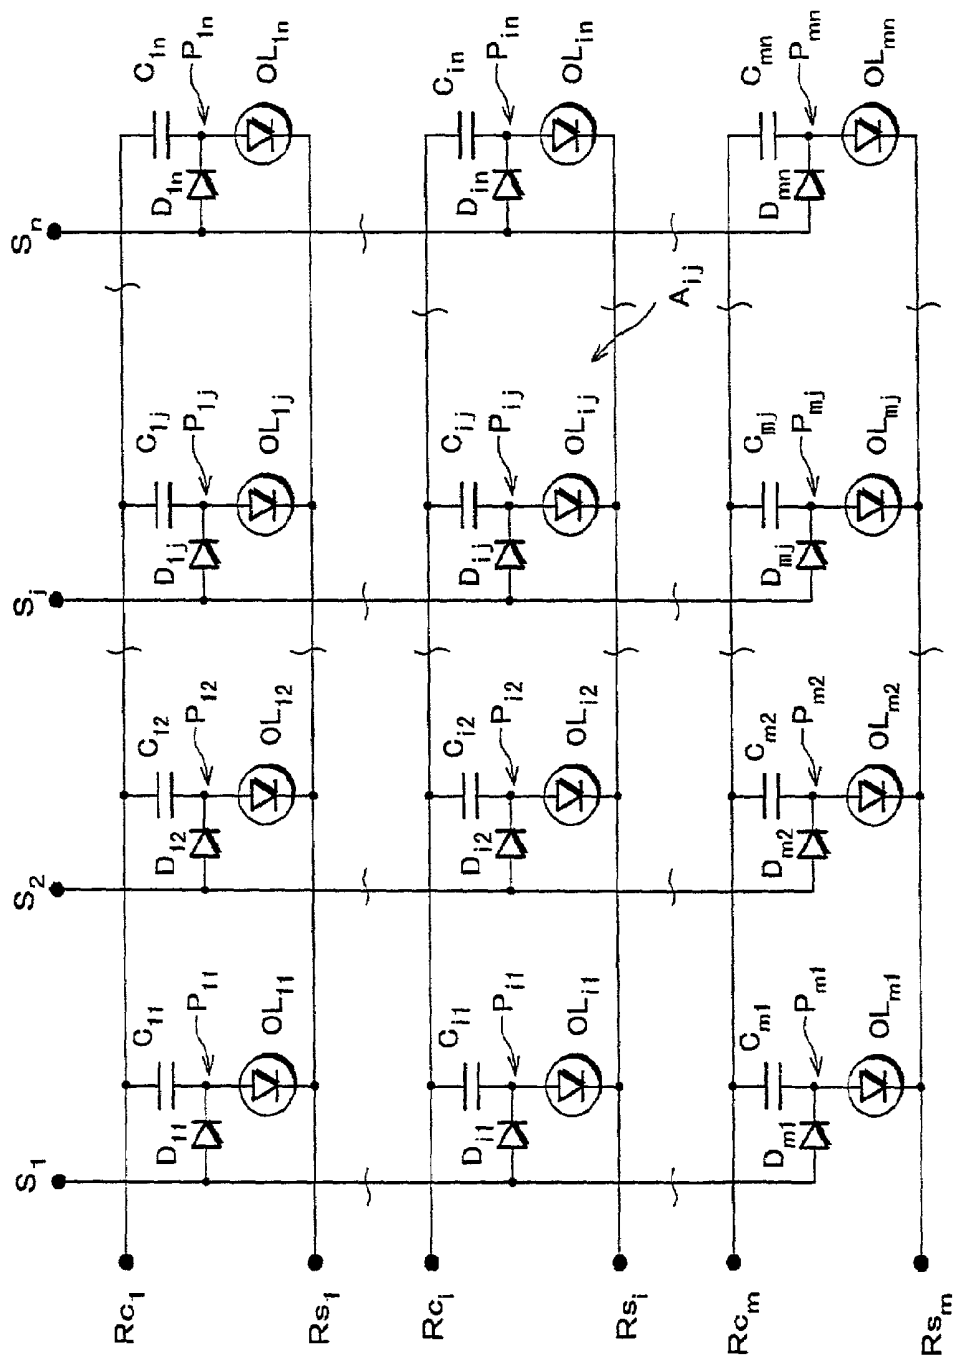 S₁ S₂ Sⱼ Sₙ
Rc₁
C₁₁ C₁₂ C₁ⱼ C₁ₙ
D₁₁ D₁₂ D₁ⱼ D₁ₙ
P₁₁ P₁₂ P₁ⱼ P₁ₙ
OL₁₁ OL₁₂ OL₁ⱼ OL₁ₙ
Rs₁
Rcᵢ
Cᵢ₁ Cᵢ₂ Cᵢⱼ Cᵢₙ
Dᵢ₁ Dᵢ₂ Dᵢⱼ Dᵢₙ
Pᵢ₁ Pᵢ₂ Pᵢⱼ Pᵢₙ
OLᵢ₁ OLᵢ₂ OLᵢⱼ OLᵢₙ
Rsᵢ
Aᵢⱼ
Rcₘ
Cₘ₁ Cₘ₂ Cₘⱼ Cₘₙ
Dₘ₁ Dₘ₂ Dₘⱼ Dₘₙ
Pₘ₁ Pₘ₂ Pₘⱼ Pₘₙ
OLₘ₁ OLₘ₂ OLₘⱼ OLₘₙ
Rsₘ